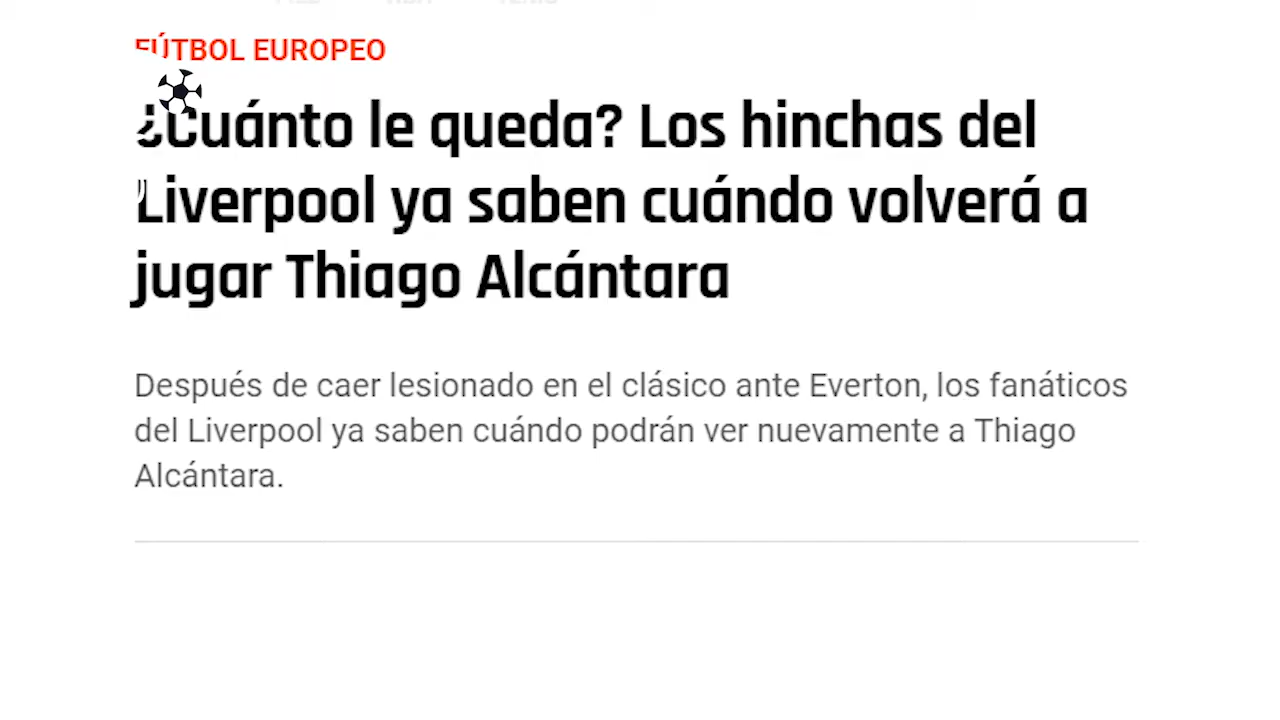 FÚTBOL EUROPEO
¿Cuánto le queda? Los hinchas del
Liverpool ya saben cuándo volverá a
jugar Thiago Alcántara
Después de caer lesionado en el clásico ante Everton, los fanáticos
del Liverpool ya saben cuándo podrán ver nuevamente a Thiago
Alcántara.